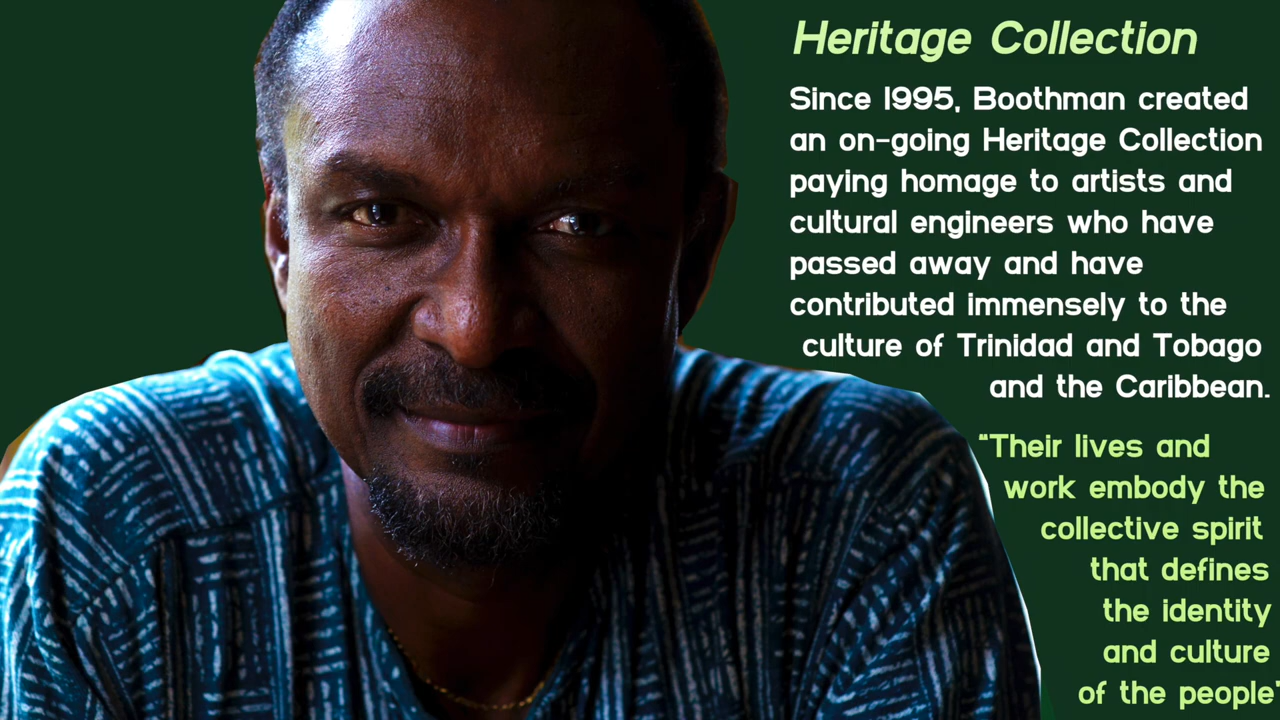 Heritage Collection
Since 1995, Boothman created
an on-going Heritage Collection
paying homage to artists and
cultural engineers who have
passed away and have
contributed immensely to the
culture of Trinidad and Tobago
and the Caribbean.
“Their lives and
work embody the
collective spirit
that defines
the identity
and culture
of the people”